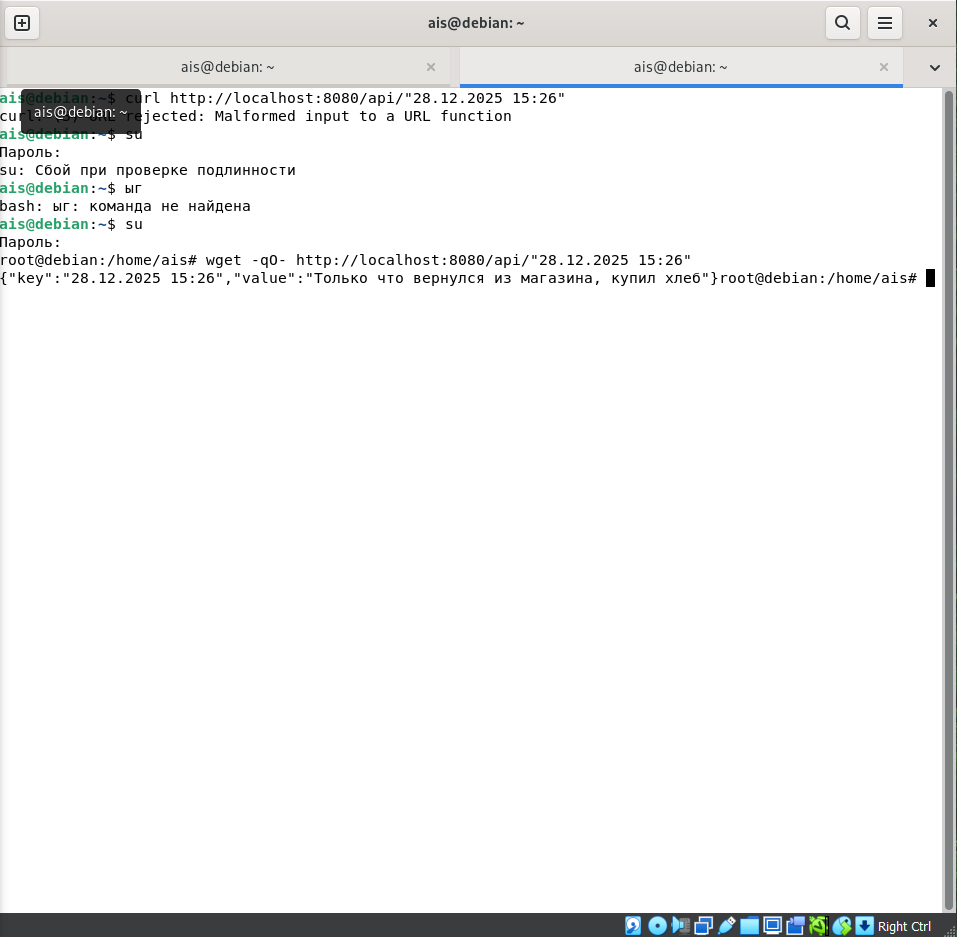 ais@debian: ~
ais@debian: ~
ais@debian: ~
ais@debian:~$ curl http://localhost:8080/api/"28.12.2025 15:26"
ais@debian: ~
curl: URL rejected: Malformed input to a URL function
ais@debian:~$ su
Пароль:
su: Сбой при проверке подлинности
ais@debian:~$ ыг
bash: ыг: команда не найдена
ais@debian:~$ su
Пароль:
root@debian:/home/ais# wget -qO- http://localhost:8080/api/"28.12.2025 15:26"
{"key":"28.12.2025 15:26","value":"Только что вернулся из магазина, купил хлеб"}root@debian:/home/ais#
Right Ctrl